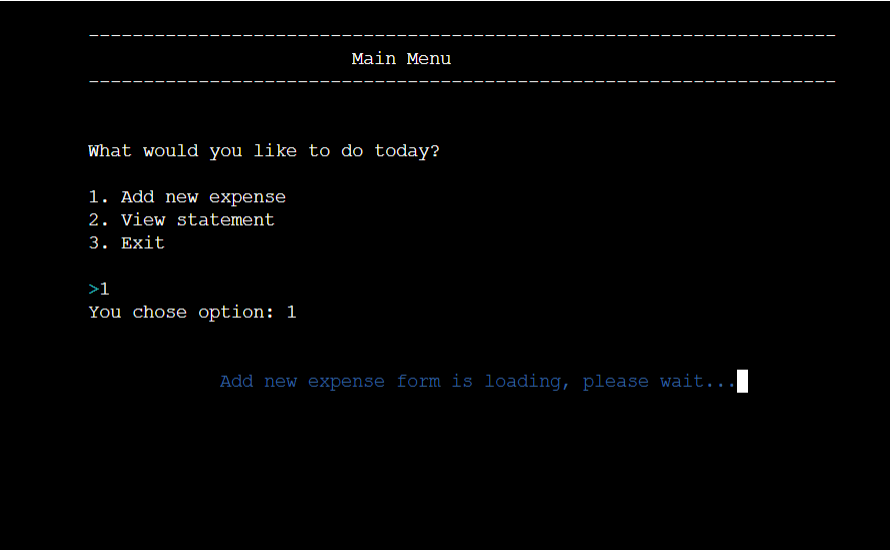 --------------------------------------------------------------------
Main Menu
--------------------------------------------------------------------
What would you like to do today?
1. Add new expense
2. View statement
3. Exit
>1
You chose option: 1
Add new expense form is loading, please wait...